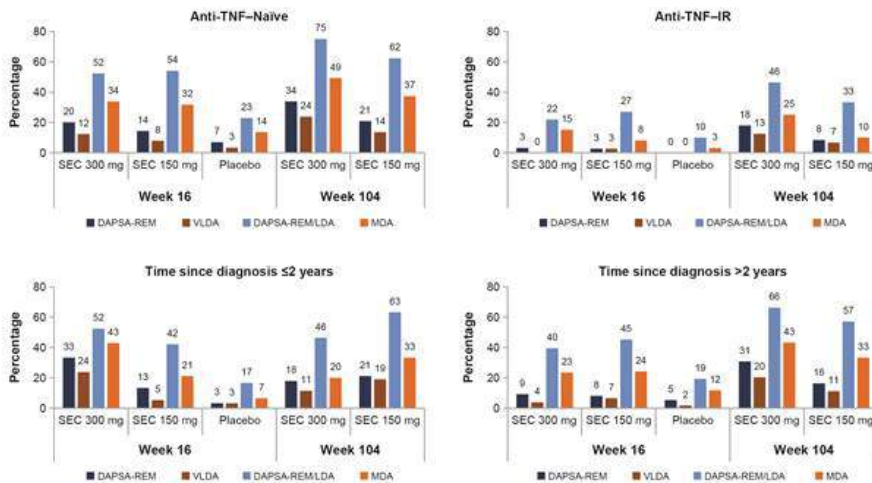 Anti-TNF–Naïve
Percentage
80
60
40
20
0
20 12 52 34
14 8 54 32
7 3 23 14
34 24 75 49
21 14 62 37
SEC 300 mg SEC 150 mg Placebo SEC 300 mg SEC 150 mg
Week 16 Week 104
DAPSA-REM VLDA DAPSA-REM/LDA MDA
Anti-TNF–IR
Percentage
80
60
40
20
0
3 0 22 15
3 3 27 8
0 0 10 3
18 13 46 25
8 7 33 10
SEC 300 mg SEC 150 mg Placebo SEC 300 mg SEC 150 mg
Week 16 Week 104
DAPSA-REM VLDA DAPSA-REM/LDA MDA
Time since diagnosis ≤2 years
Percentage
80
60
40
20
0
33 24 52 43
13 5 42 21
3 3 17 7
18 11 46 20
21 19 63 33
SEC 300 mg SEC 150 mg Placebo SEC 300 mg SEC 150 mg
Week 16 Week 104
DAPSA-REM VLDA DAPSA-REM/LDA MDA
Time since diagnosis >2 years
Percentage
80
60
40
20
0
9 4 40 23
8 7 45 24
5 2 19 12
31 20 66 43
16 11 57 33
SEC 300 mg SEC 150 mg Placebo SEC 300 mg SEC 150 mg
Week 16 Week 104
DAPSA-REM VLDA DAPSA-REM/LDA MDA